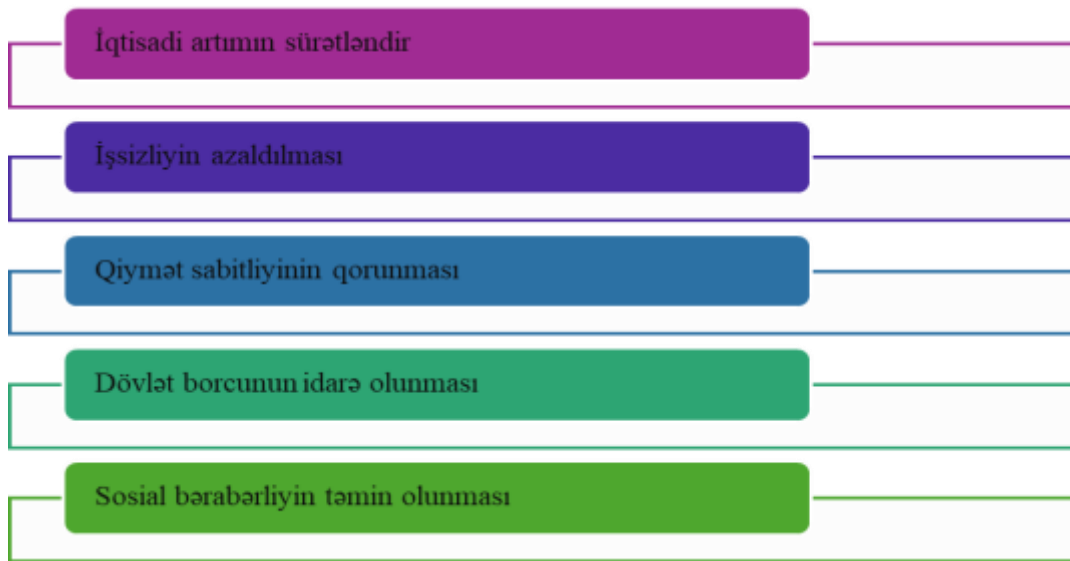 İqtisadi artımın sürətləndir
İşsizliyin azaldılması
Qiymət sabitliyinin qorunması
Dövlət borcunun idarə olunması
Sosial bərabərliyin təmin olunması